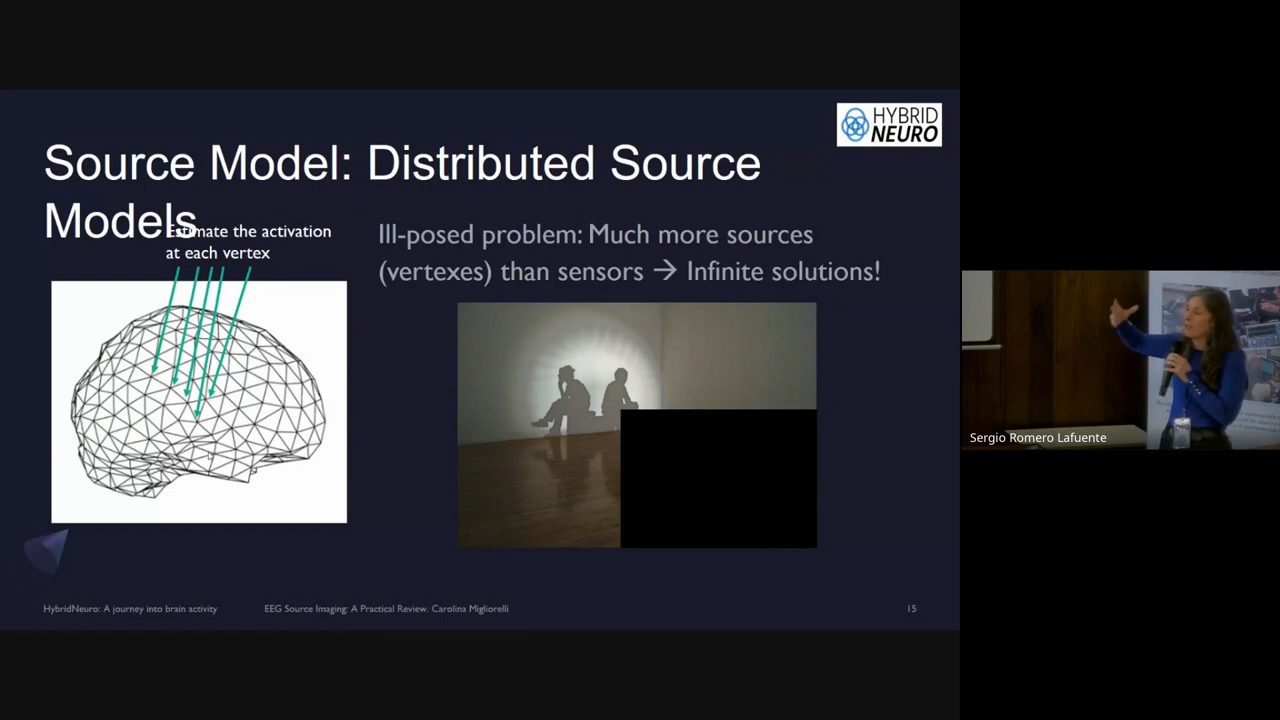 HYBRID
NEURO
Source Model: Distributed Source
Models
Estimate the activation
at each vertex
Ill-posed problem: Much more sources
(vertexes) than sensors → Infinite solutions!
Sergio Romero Lafuente
HybridNeuro: A journey into brain activity
EEG Source Imaging: A Practical Review. Carolina Migliorelli
15